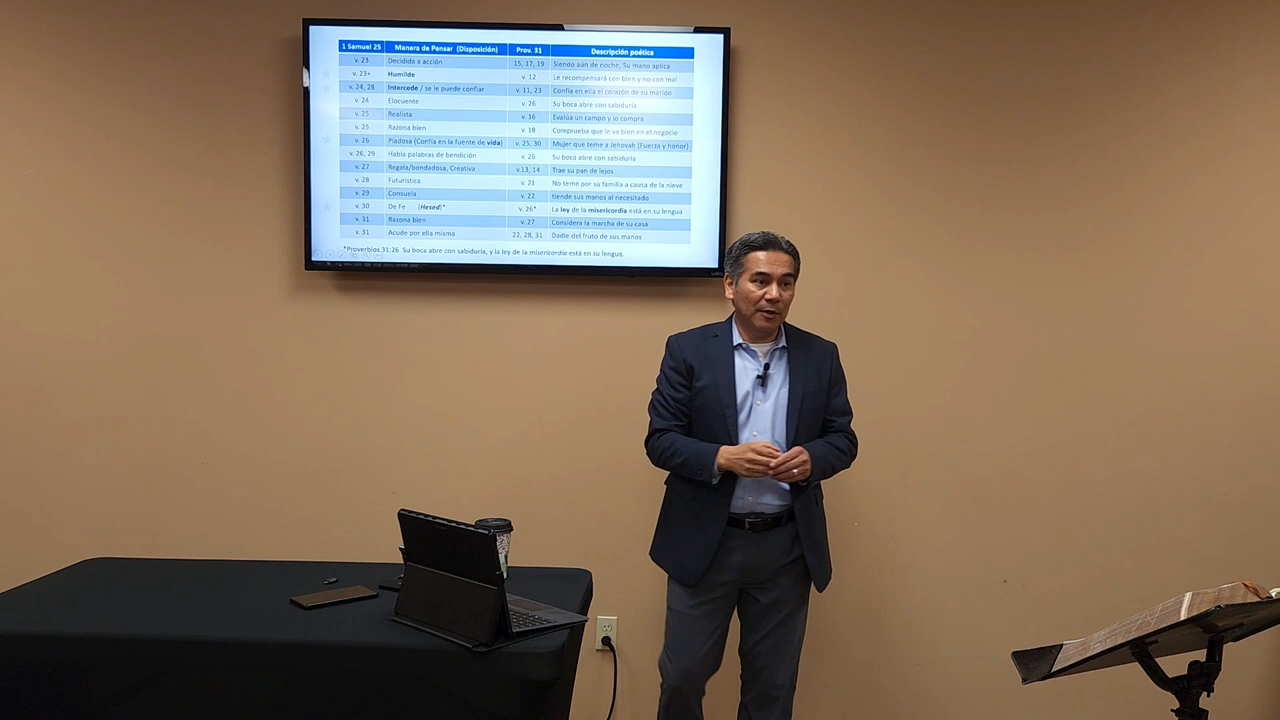 1 Samuel 25 Manera de Pensar (Disposición) Prov. 31 Descripción poética
v. 23 Decidida a acción 15, 17, 19 Siendo aún de noche, Su mano aplica
v. 23+ Humilde v. 12 Le recompensará con bien y no con mal
v. 24, 28 Intercede / se le puede confiar v. 11, 23 Confía en ella el corazón de su marido
v. 24 Elocuente v. 26 Su boca abre con sabiduría
v. 25 Realista v. 16 Evalúa un campo y lo compra
v. 25 Razona bien v. 18 Comprueba que le va bien en el negocio
v. 26 Piadosa (Confía en la fuente de vida) v. 25, 30 Mujer que teme a Jehovah (Fuerza y honor)
v. 26, 29 Habla palabras de bendición v. 26 Su boca abre con sabiduría
v. 27 Regala/bondadosa, Creativa v.13, 14 Trae su pan de lejos
v. 28 Futurística v. 21 No teme por su familia a causa de la nieve
v. 29 Consuela v. 22 tiende sus manos al necesitado
v. 30 De Fe (Hesed)* v. 26* La ley de la misericordia está en su lengua
v. 31 Razona bien v. 27 Considera la marcha de su casa
v. 31 Acude por ella misma 22, 28, 31 Dadle del fruto de sus manos
*Proverbios 31:26 Su boca abre con sabiduría, y la ley de la misericordia está en su lengua.